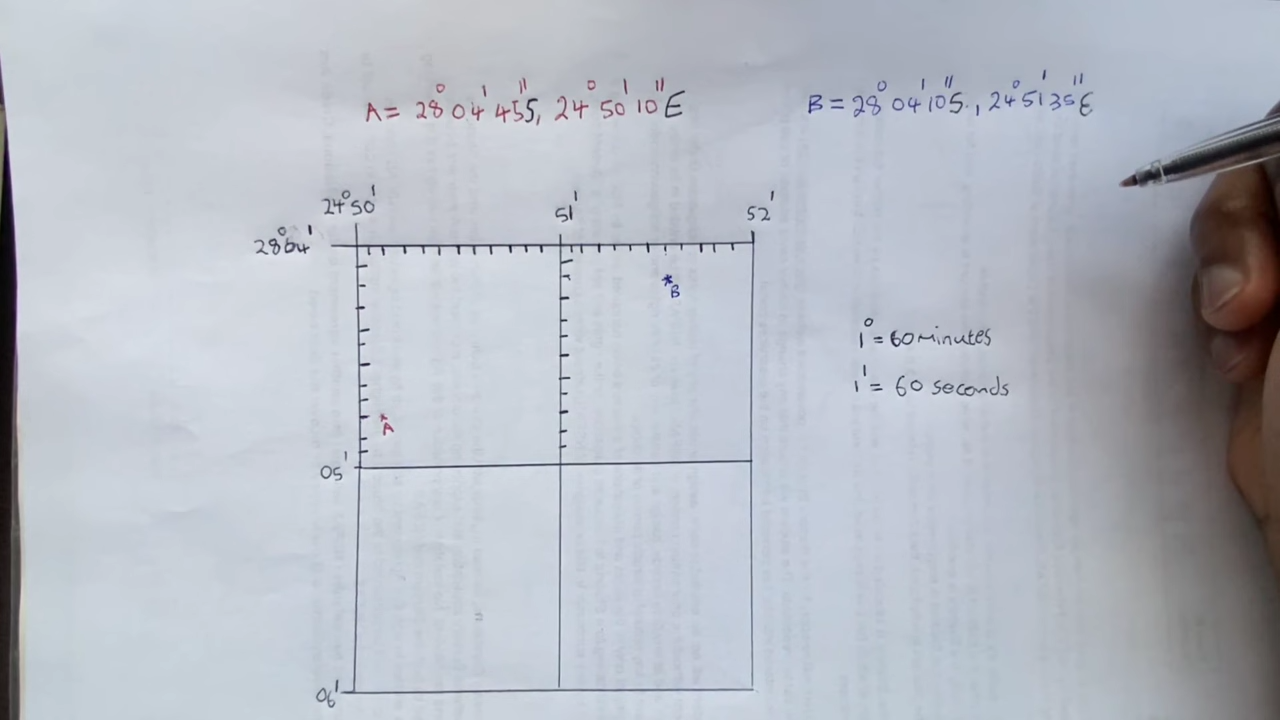 A = 28° 04' 45"S, 24° 50' 10"E
B = 28° 04' 10"S., 24° 51' 35"E
24° 50'
51'
52'
28° 04'
*B
1° = 60 minutes
1' = 60 seconds
*A
05'
06'